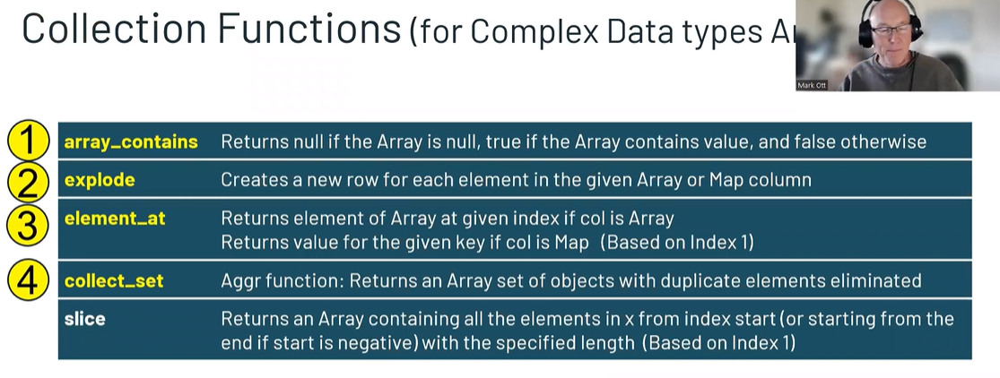 Collection Functions (for Complex Data types
Mark Ott
1 array_contains Returns null if the Array is null, true if the Array contains value, and false otherwise
2 explode Creates a new row for each element in the given Array or Map column
3 element_at Returns element of Array at given index if col is Array
Returns value for the given key if col is Map (Based on Index 1)
4 collect_set Aggr function: Returns an Array set of objects with duplicate elements eliminated
slice Returns an Array containing all the elements in x from index start (or starting from the
end if start is negative) with the specified length (Based on Index 1)